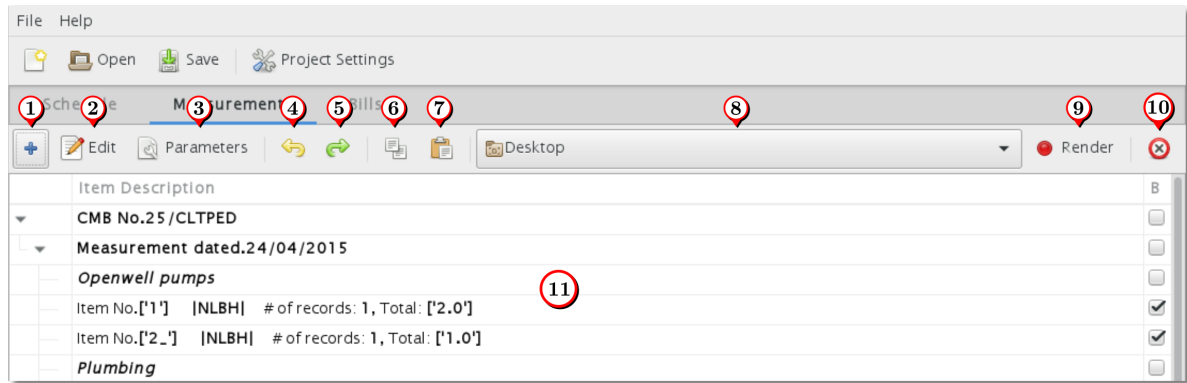 File Help
Open Save Project Settings
1 2 3 4 5 6 7 8 9 10
Schedule Measurement Bills
Edit Parameters Desktop Render
Item Description B
CMB No.25/CLTPED
Measurement dated.24/04/2015
Openwell pumps
11
Item No.['1'] |NLBH| # of records: 1, Total: ['2.0']
Item No.['2_'] |NLBH| # of records: 1, Total: ['1.0']
Plumbing